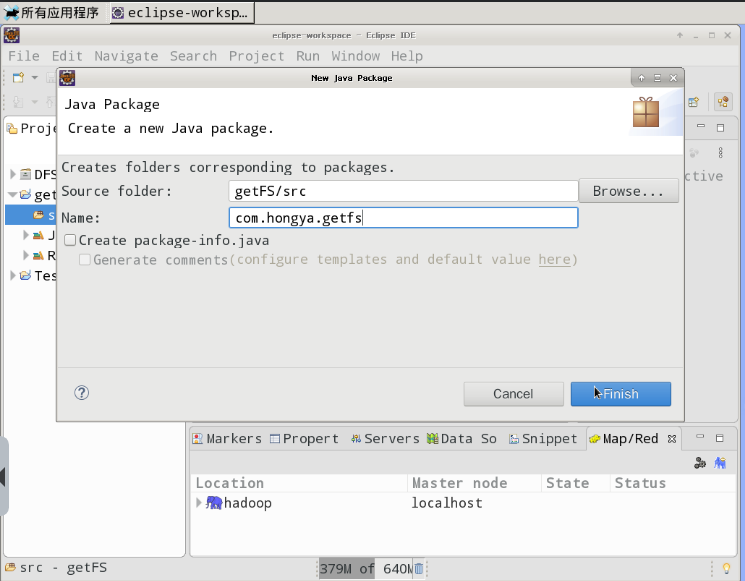 所有应用程序 eclipse-worksp...
eclipse-workspace - Eclipse IDE
File Edit Navigate Search Project Run Window Help
New Java Package
Java Package
Create a new Java package.
Proje
Creates folders corresponding to packages.
Source folder: getFS/src Browse...
Name: com.hongya.getfs
Create package-info.java
Generate comments(configure templates and default value here)
DFS
get
s
J
R
Tes
ctive
Cancel Finish
Markers Propert Servers Data So Snippet Map/Red
Location Master node State Status
hadoop localhost
src - getFS 379M of 640M